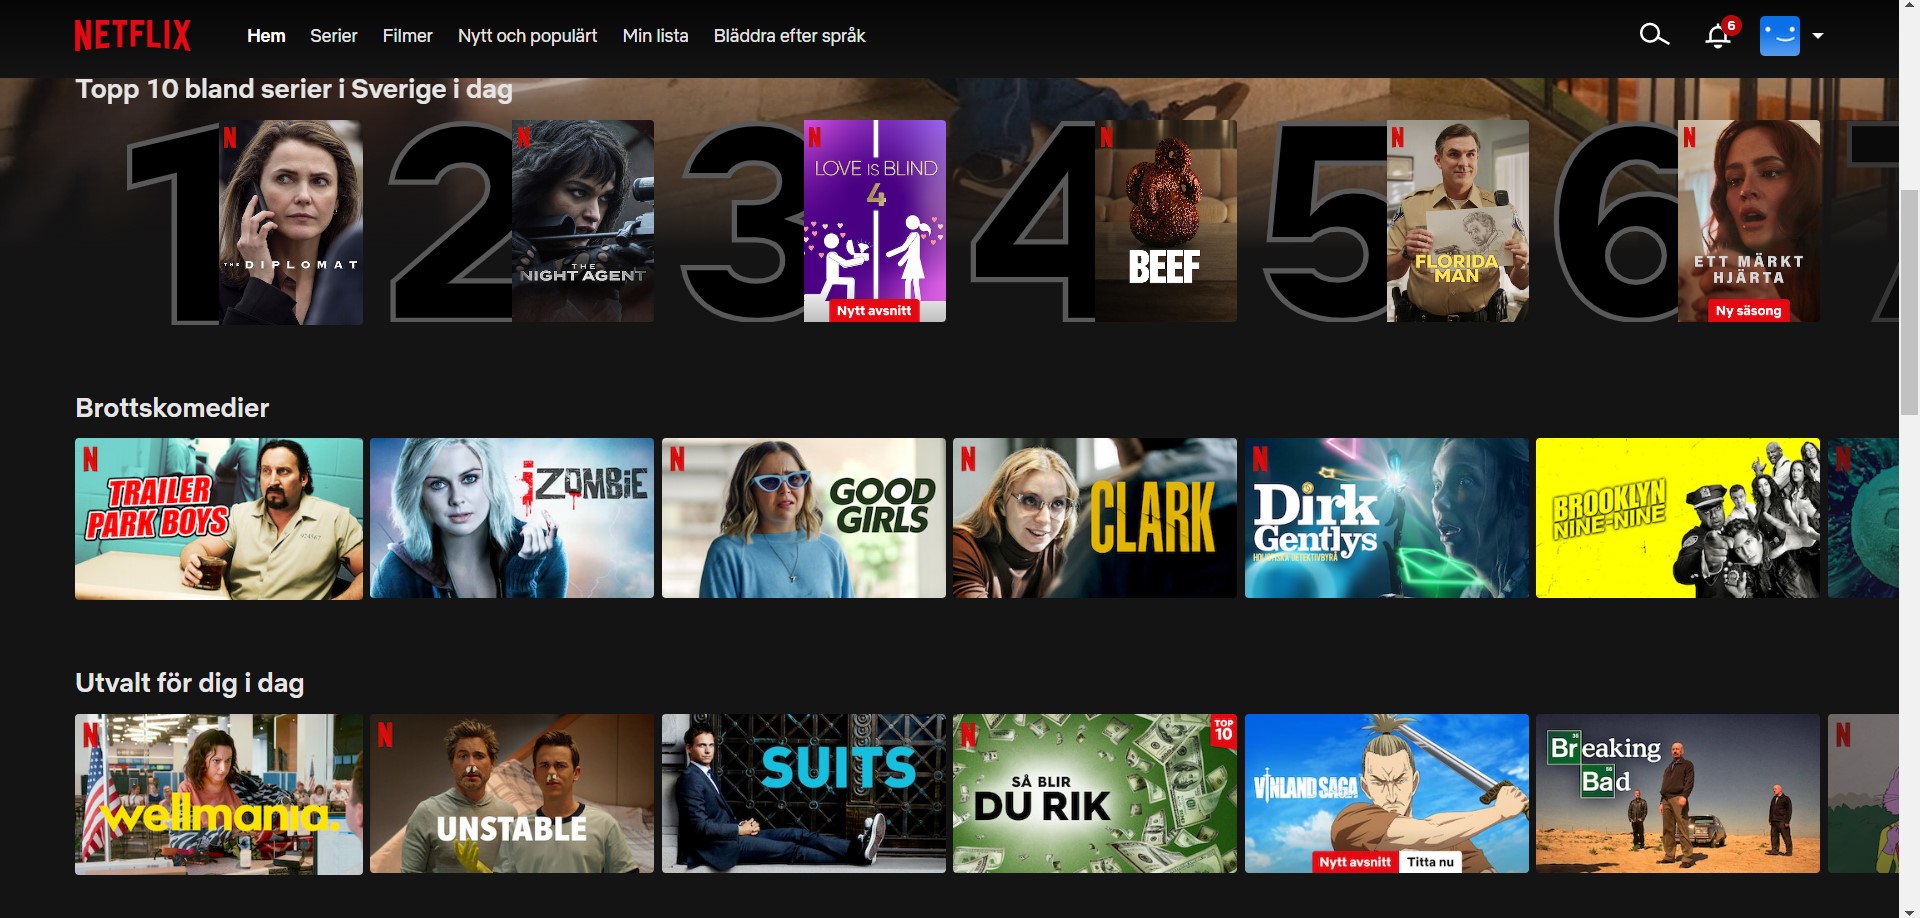 NETFLIX
Hem
Serier
Filmer
Nytt och populärt
Min lista
Bläddra efter språk
6
Topp 10 bland serier i Sverige i dag
1
N
THE DIPLOMAT
2
N
THE
NIGHT AGENT
3
N
LOVE IS BLIND
4
Nytt avsnitt
4
N
BEEF
5
N
FLORIDA
MAN
6
N
ETT MÄRKT
HJÄRTA
Ny säsong
7
Brottskomedier
N
TRAILER
PARK BOYS
iZOMBiE
N
GOOD
GIRLS
N
CLARK
N
Dirk
Gentlys
HOLISTISKA DETEKTIVBYRÅ
BROOKLYN
NINE-NINE
N
Utvalt för dig i dag
N
wellmania.
N
UNSTABLE
SUITS
N
TOP
10
SÅ BLIR
DU RIK
VINLAND SAGA
Nytt avsnitt
Titta nu
Breaking
Bad
N